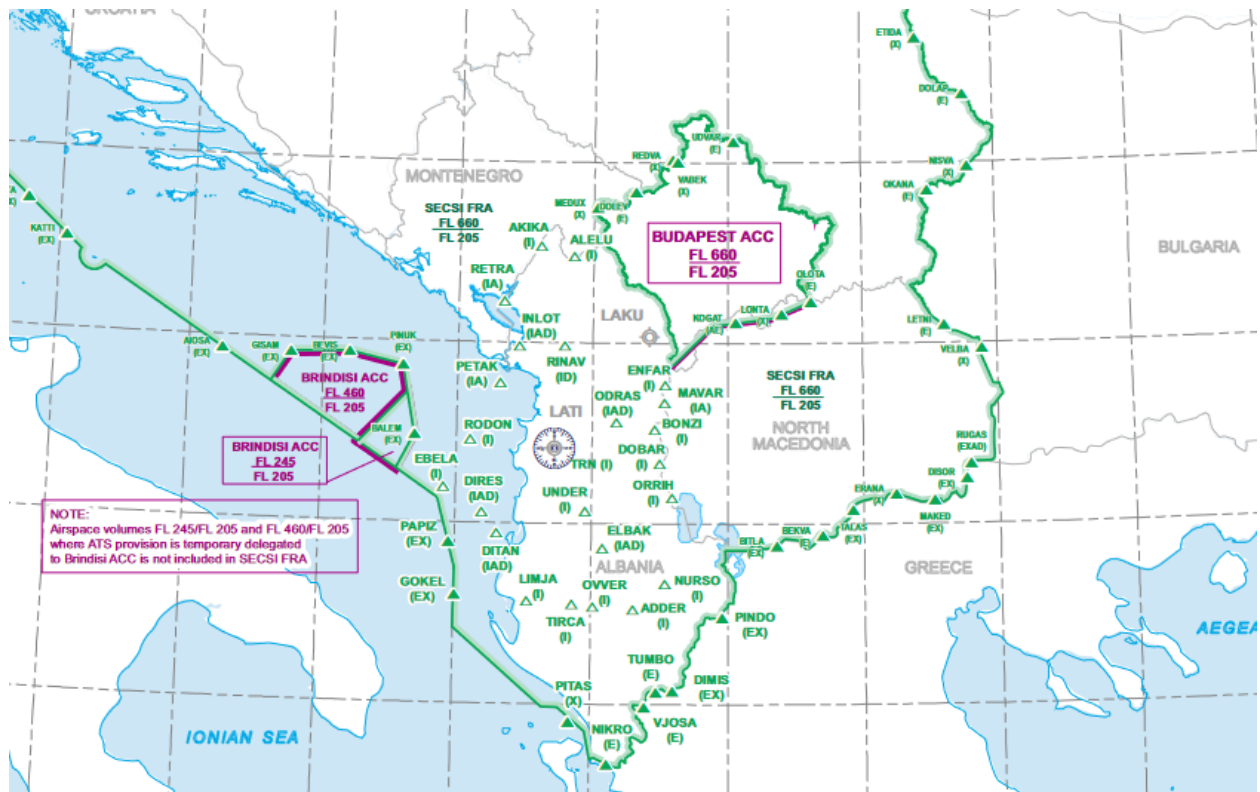 CROATIA
ETIDA
(X)
DOLAP
(E)
UDVAR
(E)
REDVA
(X)
VABEK
(X)
NISVA
(X)
OKANA
(E)
MONTENEGRO
SECSI FRA
FL 660
FL 205
MEDUX
(X)
DOLEV
(E)
KATTI
(EX)
AKIKA
(I)
ALELU
(I)
BUDAPEST ACC
FL 660
FL 205
BULGARIA
RETRA
(IA)
OLOTA
(E)
INLOT
(IAD)
LAKU
KOGAT
(AE)
LONTA
(X)
LETNI
(E)
VELBA
(X)
AIOSA
(EX)
GISAM
(EX)
BEVIS
(EX)
PINUK
(EX)
BRINDISI ACC
FL 460
FL 205
PETAK
(IA)
RINAV
(ID)
ENFAR
(I)
MAVAR
(IA)
SECSI FRA
FL 660
FL 205
ODRAS
(IAD)
LATI
BONZI
(I)
NORTH
MACEDONIA
BALEM
(EX)
RODON
(I)
BRINDISI ACC
FL 245
FL 205
EBELA
(I)
TRN (I)
DOBAR
(I)
RUGAS
(EXAD)
DISOR
(EX)
DIRES
(IAD)
UNDER
(I)
ORRIH
(I)
ERANA
(X)
MAKED
(EX)
TALAS
(EX)
NOTE:
Airspace volumes FL 245/FL 205 and FL 460/FL 205
where ATS provision is temporary delegated
to Brindisi ACC is not included in SECSI FRA
PAPIZ
(EX)
DITAN
(IAD)
ELBAK
(IAD)
BITLA
(EX)
BEKVA
(E)
ALBANIA
GREECE
GOKEL
(EX)
LIMJA
(I)
OVVER
(I)
NURSO
(I)
TIRCA
(I)
ADDER
(I)
PINDO
(EX)
AEGEA
TUMBO
(E)
DIMIS
(EX)
PITAS
(X)
NIKRO
(E)
VJOSA
(E)
IONIAN SEA